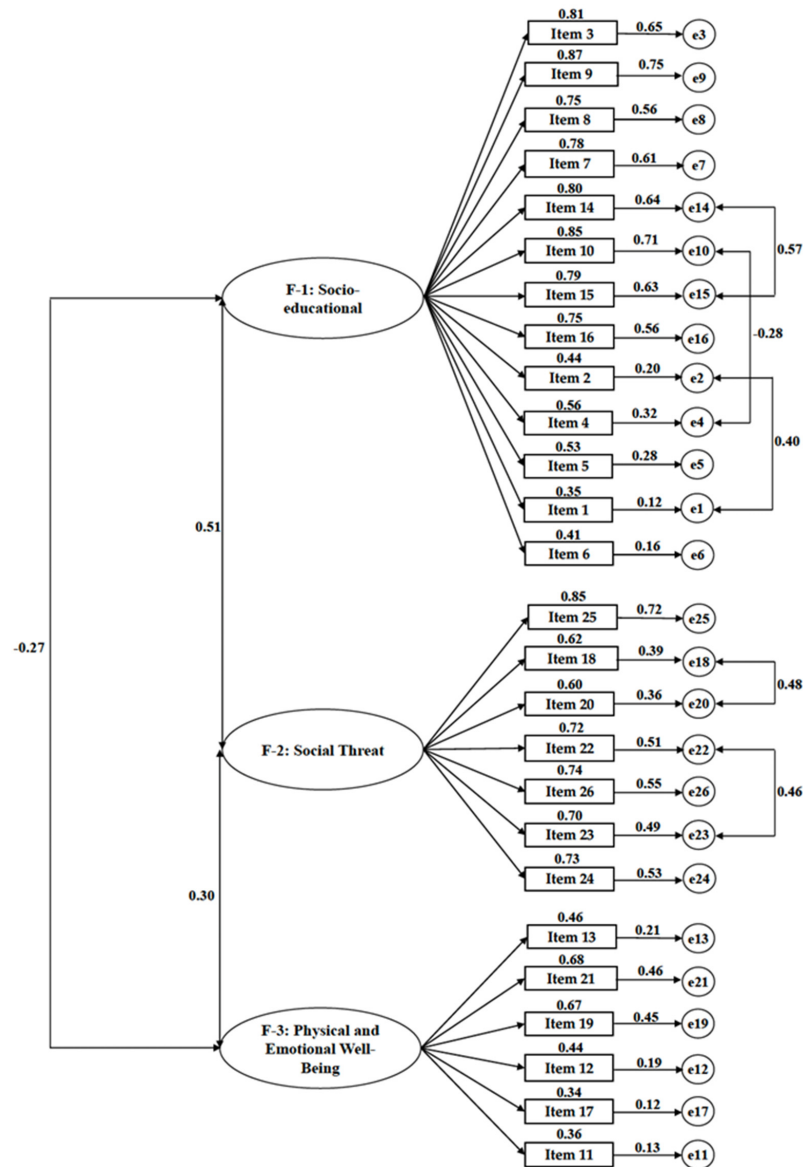 0.81
Item 3
0.65
e3
0.87
Item 9
0.75
e9
0.75
Item 8
0.56
e8
0.78
Item 7
0.61
e7
0.80
Item 14
0.64
e14
0.85
Item 10
0.71
e10
0.57
F-1: Socio-
educational
0.79
Item 15
0.63
e15
0.75
Item 16
0.56
e16
-0.28
0.44
Item 2
0.20
e2
0.56
Item 4
0.32
e4
0.40
0.53
Item 5
0.28
e5
0.35
Item 1
0.12
e1
0.51
0.41
Item 6
0.16
e6
-0.27
0.85
Item 25
0.72
e25
0.62
Item 18
0.39
e18
0.48
0.60
Item 20
0.36
e20
F-2: Social Threat
0.72
Item 22
0.51
e22
0.74
Item 26
0.55
e26
0.46
0.70
Item 23
0.49
e23
0.73
Item 24
0.53
e24
0.30
0.46
Item 13
0.21
e13
0.68
Item 21
0.46
e21
F-3: Physical and
Emotional Well-
Being
0.67
Item 19
0.45
e19
0.44
Item 12
0.19
e12
0.34
Item 17
0.12
e17
0.36
Item 11
0.13
e11